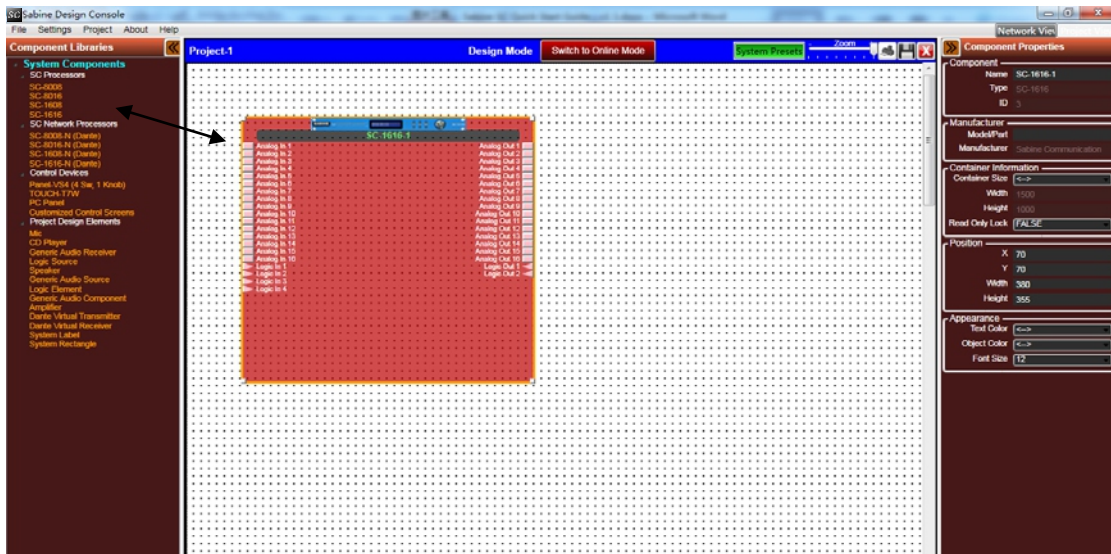 SC Sabine Design Console
File Settings Project About Help
Network View
Component Libraries
System Components
SC Processors
SC-8008
SC-8016
SC-1608
SC-1616
SC Network Processors
SC-8008-N (Dante)
SC-8016-N (Dante)
SC-1608-N (Dante)
SC-1616-N (Dante)
Control Devices
Panel-VS4 (4 Sw, 1 Knob)
TOUCH-T7W
PC Panel
Customized Control Screens
Project Design Elements
Mic
CD Player
Generic Audio Receiver
Logic Source
Speaker
Generic Audio Source
Logic Element
Generic Audio Component
Amplifier
Dante Virtual Transmitter
Dante Virtual Receiver
System Label
System Rectangle
Project-1 Design Mode Switch to Online Mode System Presets Zoom
SC-1616-1
Analog In 1 Analog Out 1
Analog In 2 Analog Out 2
Analog In 3 Analog Out 3
Analog In 4 Analog Out 4
Analog In 5 Analog Out 5
Analog In 6 Analog Out 6
Analog In 7 Analog Out 7
Analog In 8 Analog Out 8
Analog In 9 Analog Out 9
Analog In 10 Analog Out 10
Analog In 11 Analog Out 11
Analog In 12 Analog Out 12
Analog In 13 Analog Out 13
Analog In 14 Analog Out 14
Analog In 15 Analog Out 15
Analog In 16 Analog Out 16
Logic In 1 Logic Out 1
Logic In 2 Logic Out 2
Logic In 3
Logic In 4
Component Properties
Component
Name SC-1616-1
Type SC-1616
ID 3
Manufacturer
Model/Part
Manufacturer Sabine Communication
Container Information
Container Size <-->
Width 1500
Height 1000
Read Only Lock FALSE
Position
X 70
Y 70
Width 380
Height 355
Appearance
Text Color <-->
Object Color <-->
Font Size 12